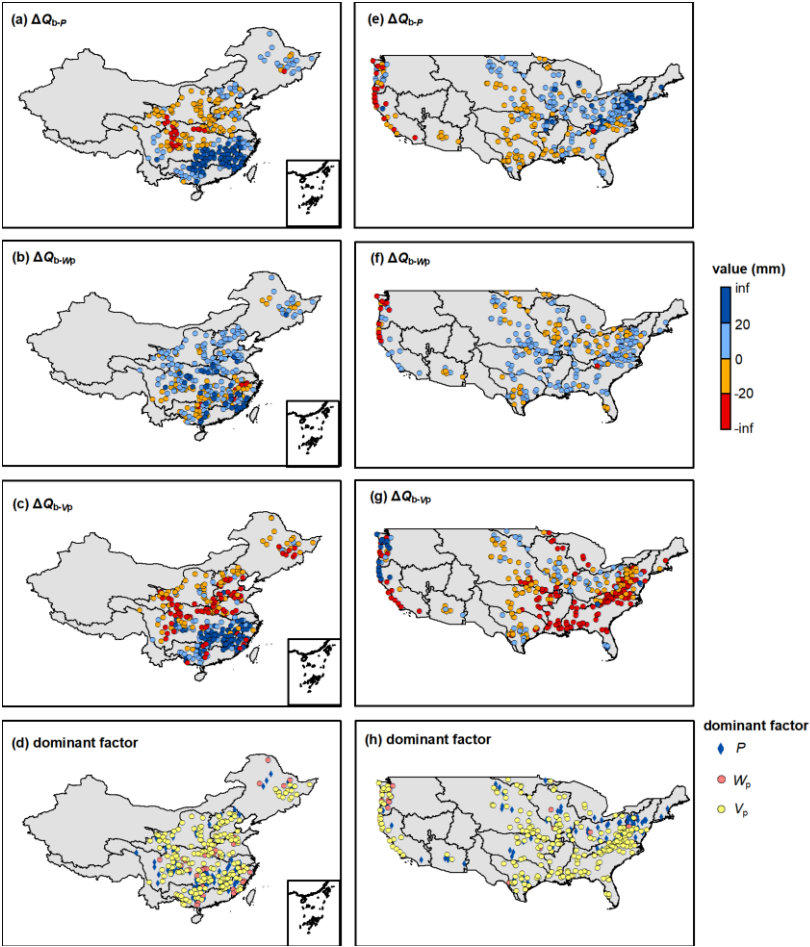 (a) ΔQb-P
(e) ΔQb-P
(b) ΔQb-Wp
(f) ΔQb-Wp
value (mm)
inf
20
0
-20
-inf
(c) ΔQb-Vp
(g) ΔQb-Vp
(d) dominant factor
(h) dominant factor
dominant factor
P
Wp
Vp